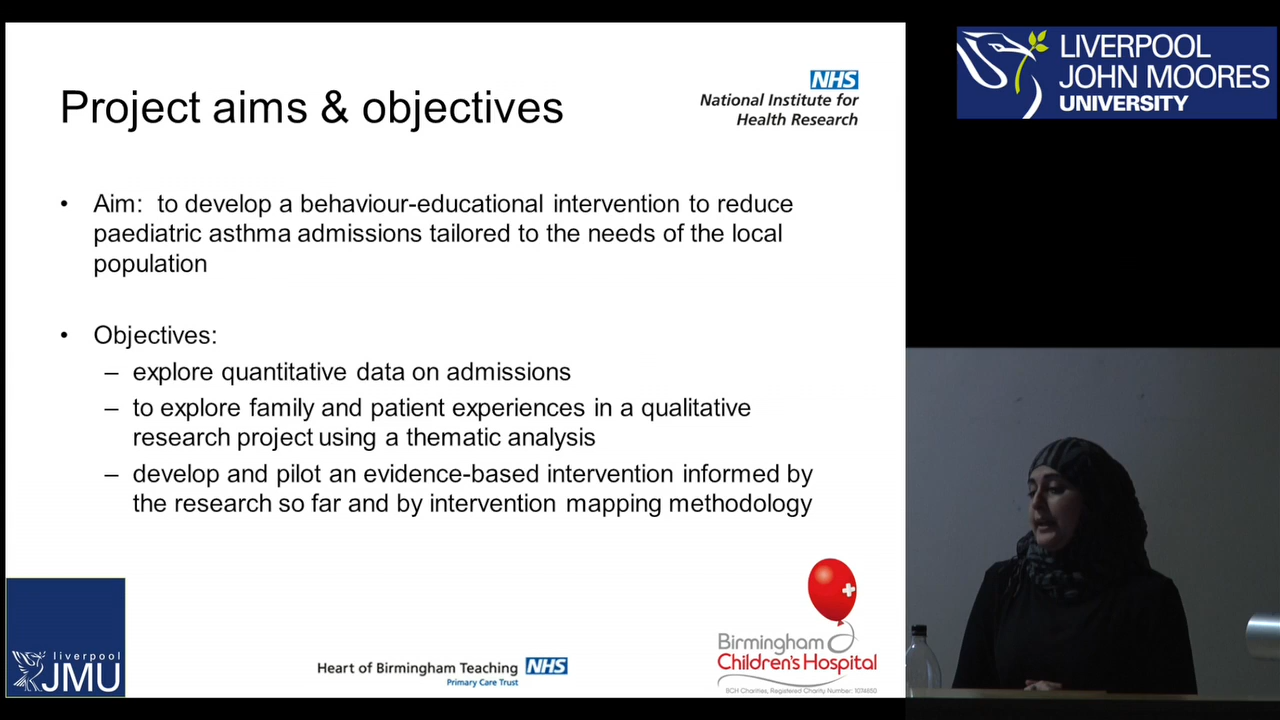 Project aims & objectives
NHS
National Institute for
Health Research
LIVERPOOL
JOHN MOORES
UNIVERSITY
• Aim: to develop a behaviour-educational intervention to reduce
paediatric asthma admissions tailored to the needs of the local
population
• Objectives:
– explore quantitative data on admissions
– to explore family and patient experiences in a qualitative
research project using a thematic analysis
– develop and pilot an evidence-based intervention informed by
the research so far and by intervention mapping methodology
liverpool
JMU
Heart of Birmingham Teaching NHS
Primary Care Trust
Birmingham
Children's Hospital
BCH Charities, Registered Charity Number: 1074850